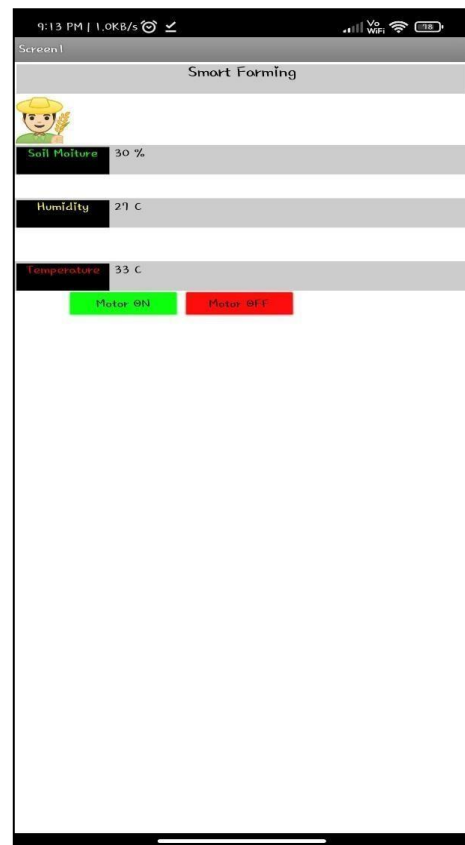 9:13 PM | 1.0KB/s Vo WiFi 78
Screen1
Smart Farming
Soil Moiture 30 %
Humidity 27 C
Temperature 33 C
Motor ON Motor OFF